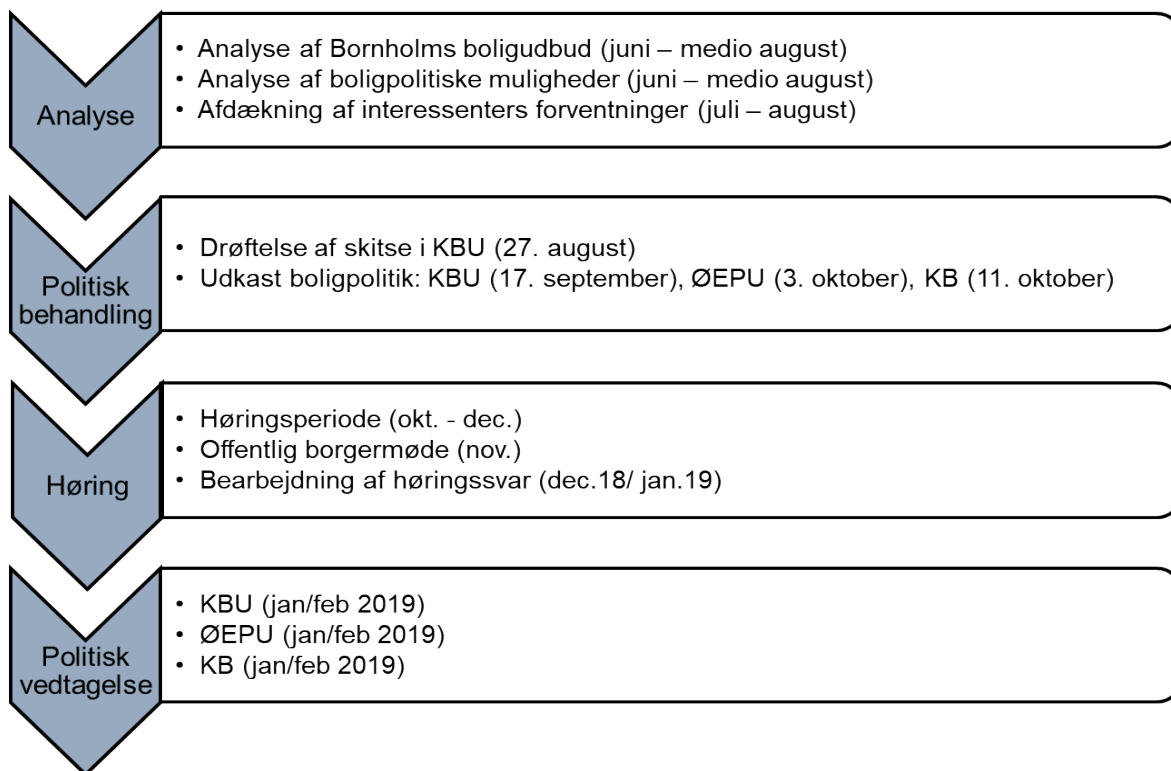 Analyse
• Analyse af Bornholms boligudbud (juni – medio august)
• Analyse af boligpolitiske muligheder (juni – medio august)
• Afdækning af interessenters forventninger (juli – august)
Politisk
behandling
• Drøftelse af skitse i KBU (27. august)
• Udkast boligpolitik: KBU (17. september), ØEPU (3. oktober), KB (11. oktober)
Høring
• Høringsperiode (okt. - dec.)
• Offentlig borgermøde (nov.)
• Bearbejdning af høringssvar (dec.18/ jan.19)
Politisk
vedtagelse
• KBU (jan/feb 2019)
• ØEPU (jan/feb 2019)
• KB (jan/feb 2019)